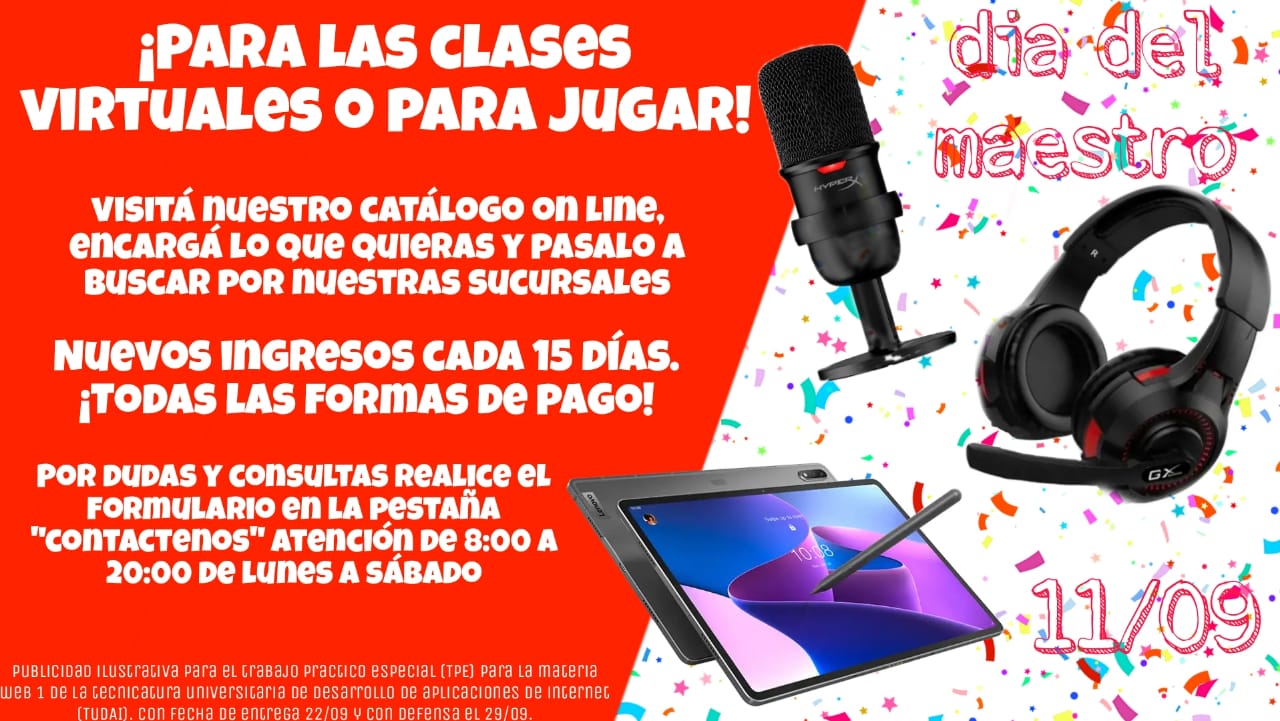 ¡Para las clases
virtuales o para jugar!
Visitá nuestro catálogo on line,
encargá lo que quieras y pasalo a
buscar por nuestras sucursales
Nuevos ingresos cada 15 días.
¡Todas las formas de pago!
Por dudas y consultas realice el
formulario en la pestaña
"contactenos" Atención de 8:00 a
20:00 de lunes a sábado
Publicidad ilustrativa para el trabajo practico especial (TPE) para la materia
web 1 de la tecnicatura universitaria de desarrollo de aplicaciones de internet
(TUDAI). Con fecha de entrega 22/09 y con defensa el 29/09.
dia del
maestro
HYPERX
R
GX
Lenovo
10:08
11/09